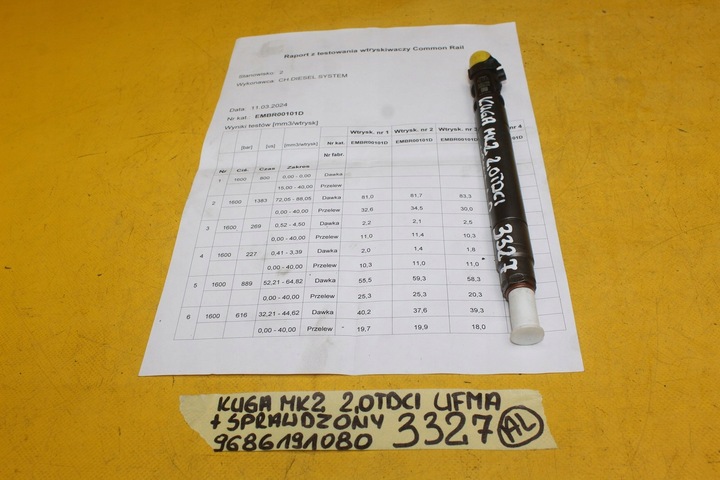 Raport z testowania wtryskiwaczy Common Rail
Stanowisko: 2
Wykonawca: CH.DIESEL SYSTEM
Data: 11.03.2024
Nr kat.: EMBR00101D
Wyniki testów [mm3/wtrysk]
Wtrysk. nr 1 Wtrysk. nr 2 Wtrysk. nr 4
[bar] [us] [mm3/wtrysk] Nr kat. EMBR00101D EMBR00101D EMBR00101D
Nr fabr.
Nr Ciś. Czas Zakres
1 1600 800 0,00 - 0,00 Dawka
15,00 - 40,00 Przelew
2 1600 1383 72,05 - 88,05 Dawka 81,0 81,7 83,3
0,00 - 40,00 Przelew 32,6 34,5 30,0
3 1600 269 0,52 - 4,50 Dawka 2,2 2,1 2,5
0,00 - 40,00 Przelew 11,0 11,4 10,3
4 1600 227 0,41 - 3,39 Dawka 2,0 1,4 1,8
0,00 - 40,00 Przelew 10,3 11,0 11,0
5 1600 889 52,21 - 64,82 Dawka 55,5 59,3 58,3
0,00 - 40,00 Przelew 25,3 25,3 20,3
6 1600 616 32,21 - 44,62 Dawka 40,2 37,6 39,3
0,00 - 40,00 Przelew 19,7 19,9 18,0
KUGA MK2 2.0TDCI
3327
KUGA MK2 2,0TDCI UFMA
+ SPRAWDZONY 3327 AL
9686191080